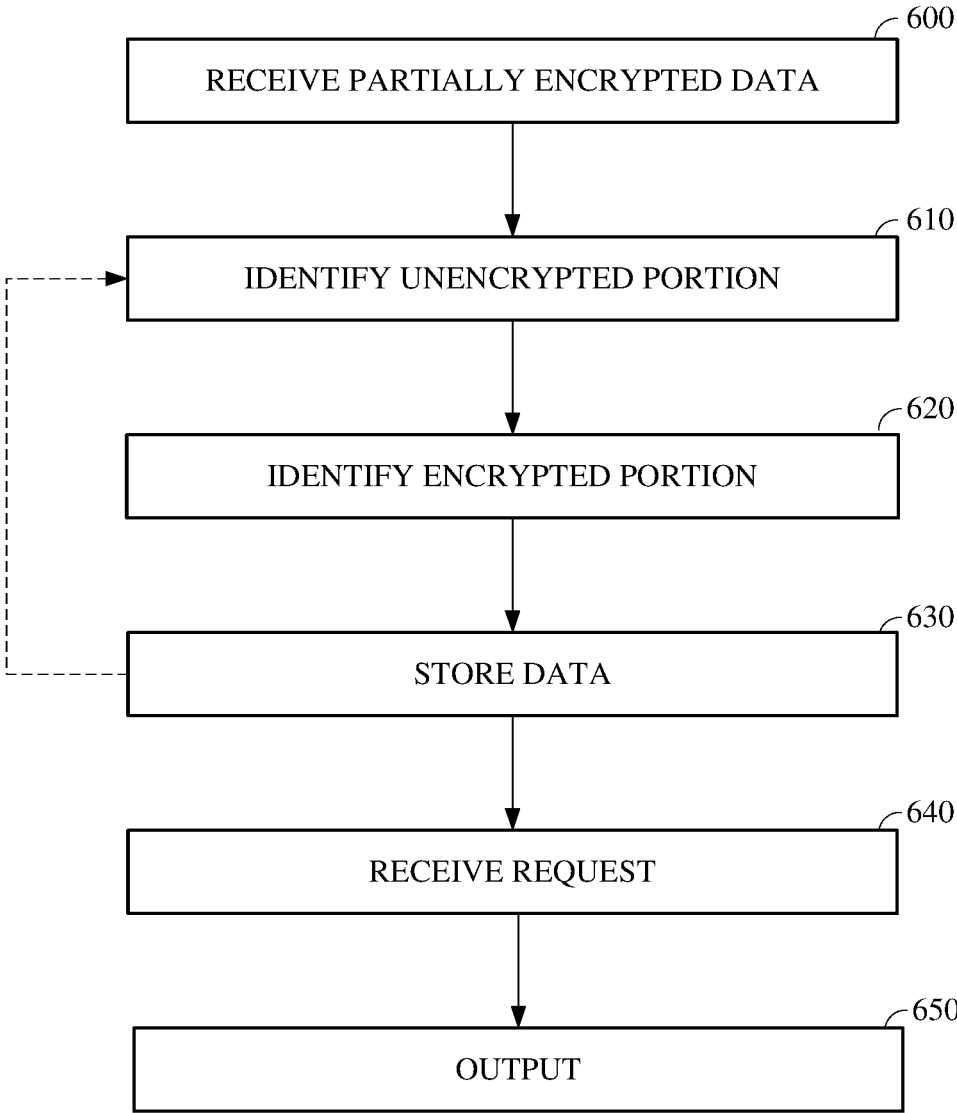 600
RECEIVE PARTIALLY ENCRYPTED DATA
610
IDENTIFY UNENCRYPTED PORTION
620
IDENTIFY ENCRYPTED PORTION
630
STORE DATA
640
RECEIVE REQUEST
650
OUTPUT